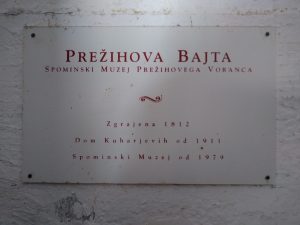 PREŽIHOVA BAJTA
SPOMINSKI MUZEJ PREŽIHOVEGA VORANCA
Zgrajena 1812
Dom Kuharjevih od 1911
Spominski Muzej od 1979